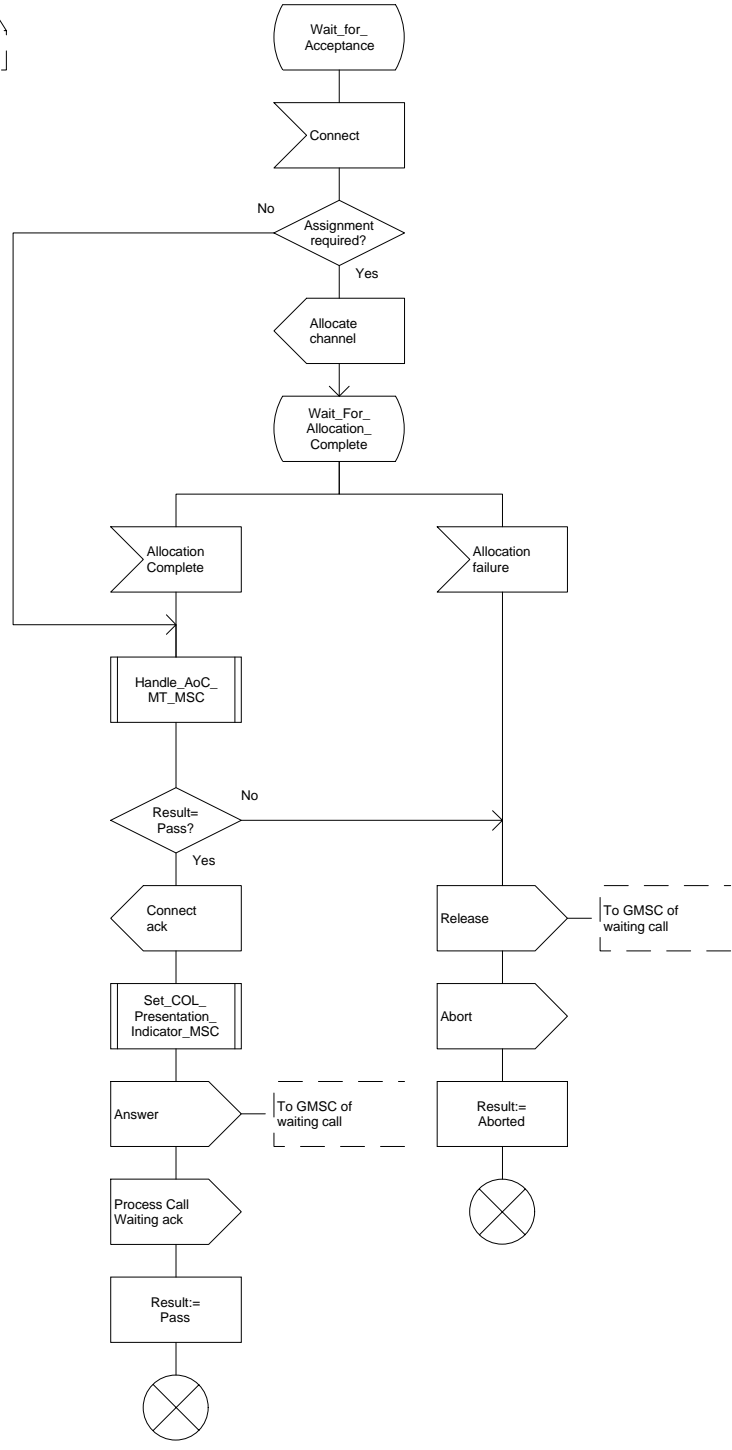 Wait_for_
Acceptance
Connect
No
Assignment
required?
Yes
Allocate
channel
Wait_For_
Allocation_
Complete
Allocation
Complete
Allocation
failure
Handle_AoC_
MT_MSC
No
Result=
Pass?
Yes
Connect
ack
Release
To GMSC of
waiting call
Set_COL_
Presentation_
Indicator_MSC
Abort
Answer
To GMSC of
waiting call
Result:=
Aborted
Process Call
Waiting ack
Result:=
Pass